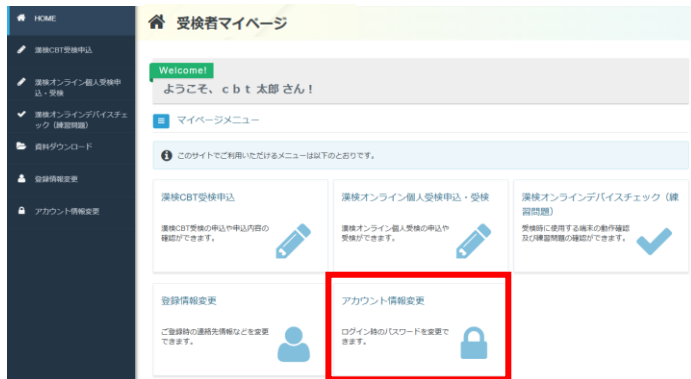 HOME
漢検CBT受検申込
漢検オンライン個人受検申
込・受検
漢検オンラインデバイスチェ
ック（練習問題）
資料ダウンロード
登録情報変更
アカウント情報変更
受検者マイページ
Welcome!
ようこそ、ｃｂｔ 太郎 さん！
マイページメニュー
このサイトでご利用いただけるメニューは以下のとおりです。
漢検CBT受検申込
漢検CBT受検の申込や申込内容の
確認ができます。
漢検オンライン個人受検申込・受検
漢検オンライン個人受検の申込や
受検ができます。
漢検オンラインデバイスチェック（練
習問題）
受検時に使用する端末の動作確認
及び練習問題の確認ができます。
登録情報変更
ご登録時の連絡先情報などを変更
できます。
アカウント情報変更
ログイン時のパスワードを変更で
きます。